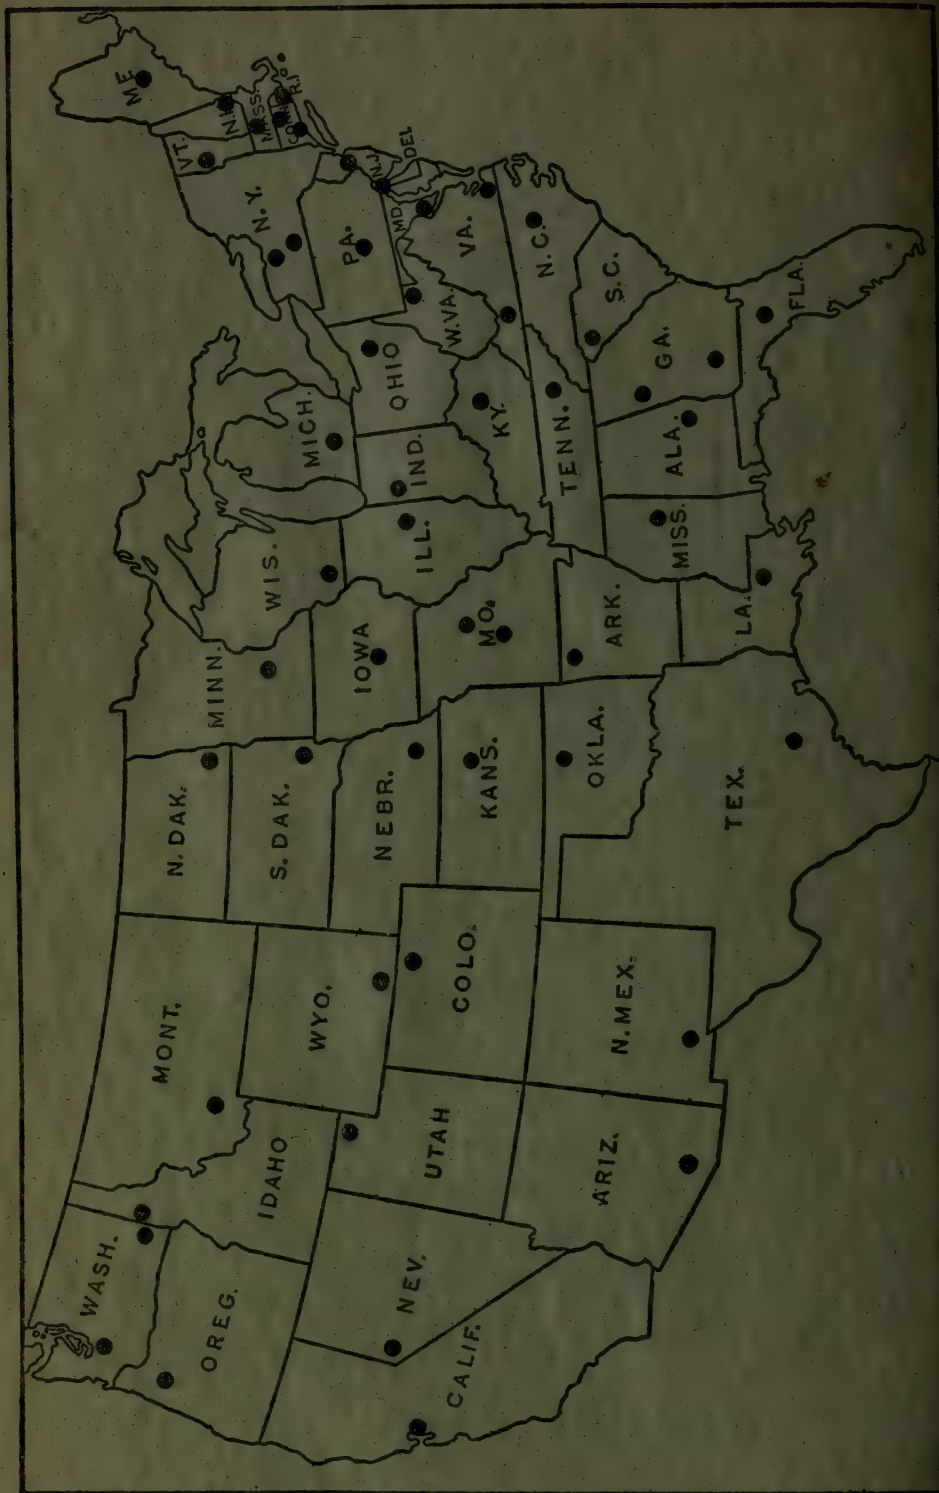 WASH.
OREG.
CALIF.
NEV.
IDAHO
MONT.
WYO.
UTAH
ARIZ.
COLO.
N.MEX.
N.DAK.
S.DAK.
NEBR.
KANS.
OKLA.
TEX.
MINN.
IOWA
MO.
ARK.
LA.
WIS.
ILL.
MICH.
IND.
OHIO
KY.
TENN.
MISS.
ALA.
GA.
FLA.
S.C.
N.C.
VA.
W.VA.
MD.
DEL
PA.
N.J.
N.Y.
VT.
N.H.
MASS.
CONN.
R.I.
ME